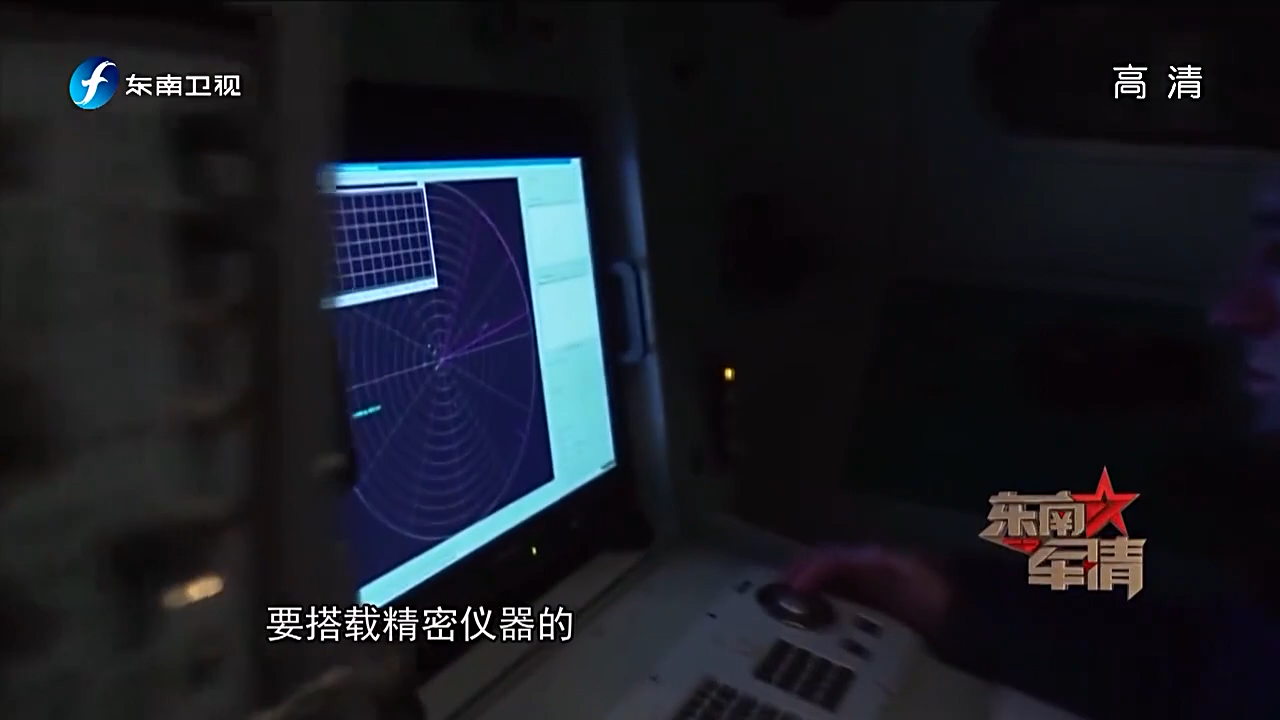 东南卫视
高清
东南
军情
要搭载精密仪器的